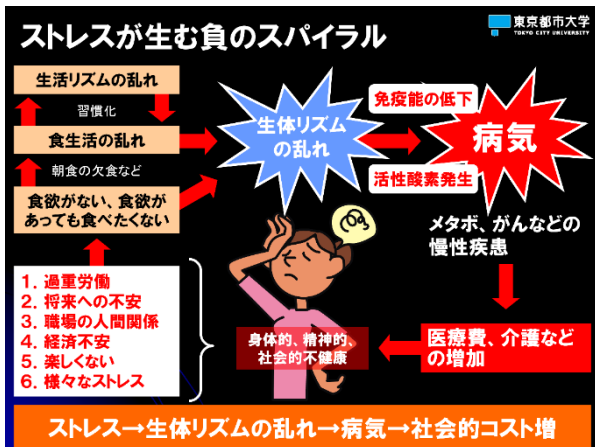 ストレスが生む負のスパイラル
東京都市大学
TOKYO CITY UNIVERSITY
生活リズムの乱れ
習慣化
食生活の乱れ
朝食の欠食など
食欲がない、食欲が
あっても食べたくない
生体リズム
の乱れ
免疫能の低下
活性酸素発生
病気
メタボ、がんなどの
慢性疾患
1. 過重労働
2. 将来への不安
3. 職場の人間関係
4. 経済不安
5. 楽しくない
6. 様々なストレス
身体的、精神的、
社会的不健康
医療費、介護など
の増加
ストレス→生体リズムの乱れ→病気→社会的コスト増